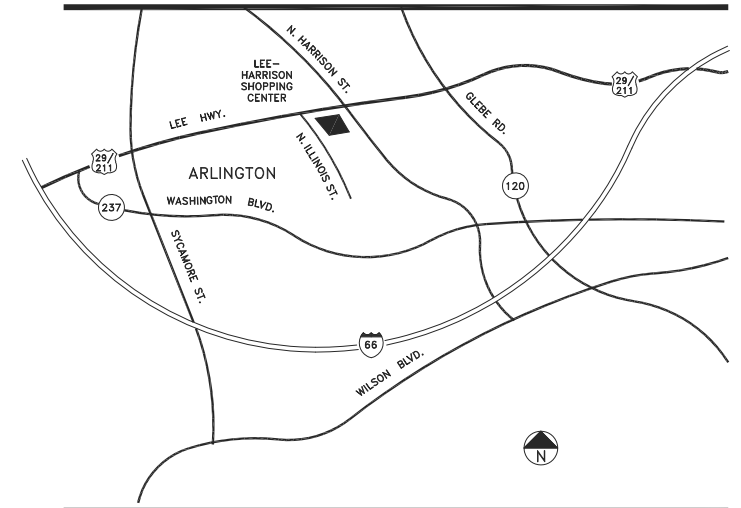 N. HARRISON ST.
LEE-
HARRISON
SHOPPING
CENTER
29/
211
GLEBE RD.
LEE HWY.
29/
211
N. ILLINOIS ST.
ARLINGTON
120
WASHINGTON BLVD.
237
SYCAMORE ST.
66
WILSON BLVD.
N